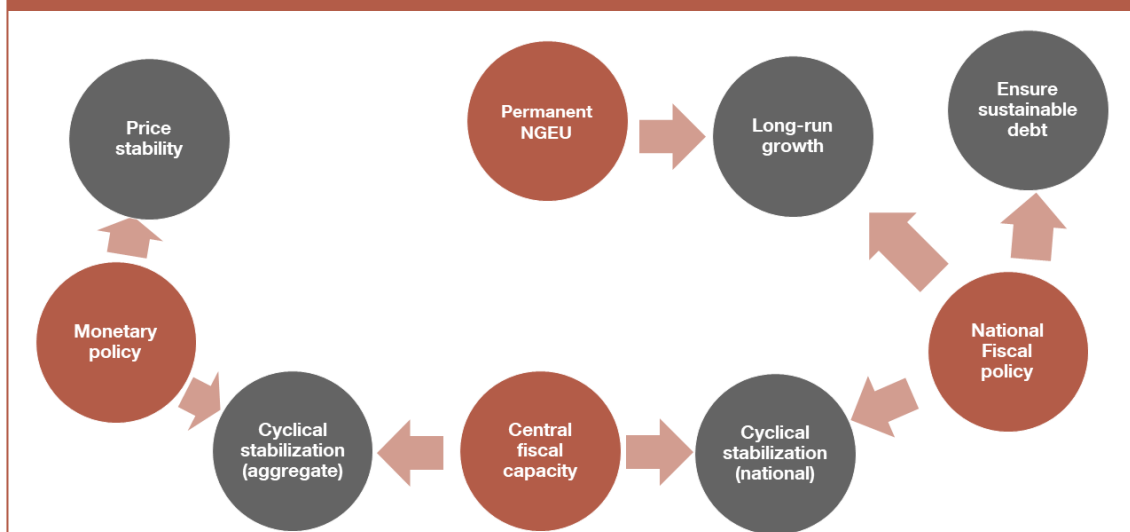 Ensure
sustainable
debt
Price
stability
Permanent
NGEU
Long-run
growth
Monetary
policy
National
Fiscal
policy
Cyclical
stabilization
(aggregate)
Central
fiscal
capacity
Cyclical
stabilization
(national)